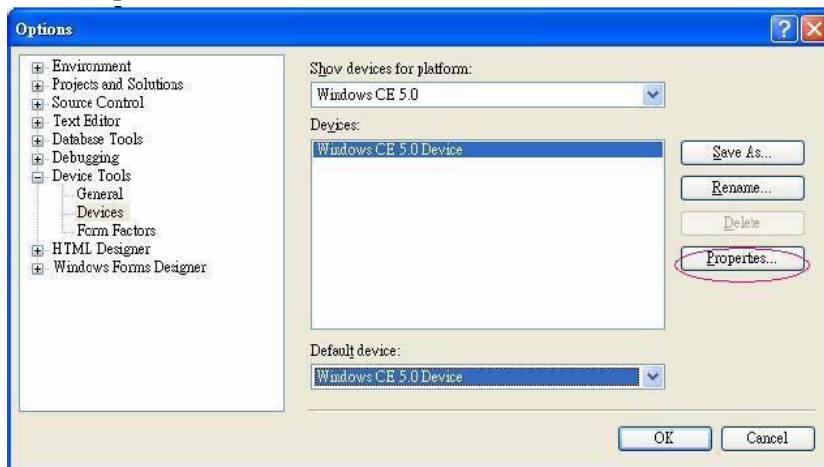 Options
Environment
Projects and Solutions
Source Control
Text Editor
Database Tools
Debugging
Device Tools
General
Devices
Form Factors
HTML Designer
Windows Forms Designer
Show devices for platform:
Windows CE 5.0
Devices:
Windows CE 5.0 Device
Save As...
Rename...
Delete
Properties...
Default device:
Windows CE 5.0 Device
OK
Cancel